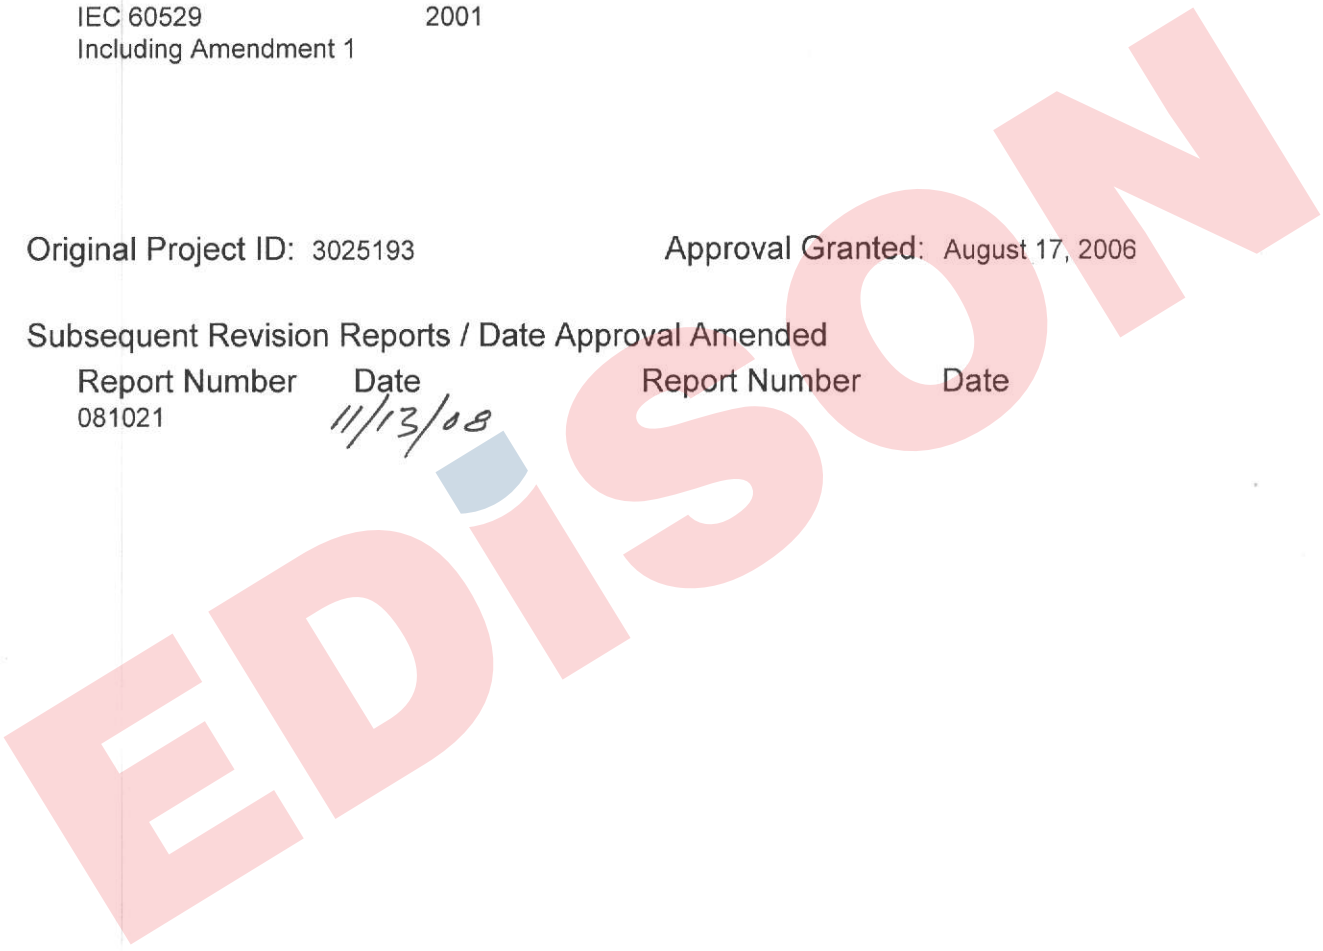 IEC 60529 2001
Including Amendment 1
Original Project ID: 3025193 Approval Granted: August 17, 2006
Subsequent Revision Reports / Date Approval Amended
Report Number Date Report Number Date
081021 11/13/08
EDiSON